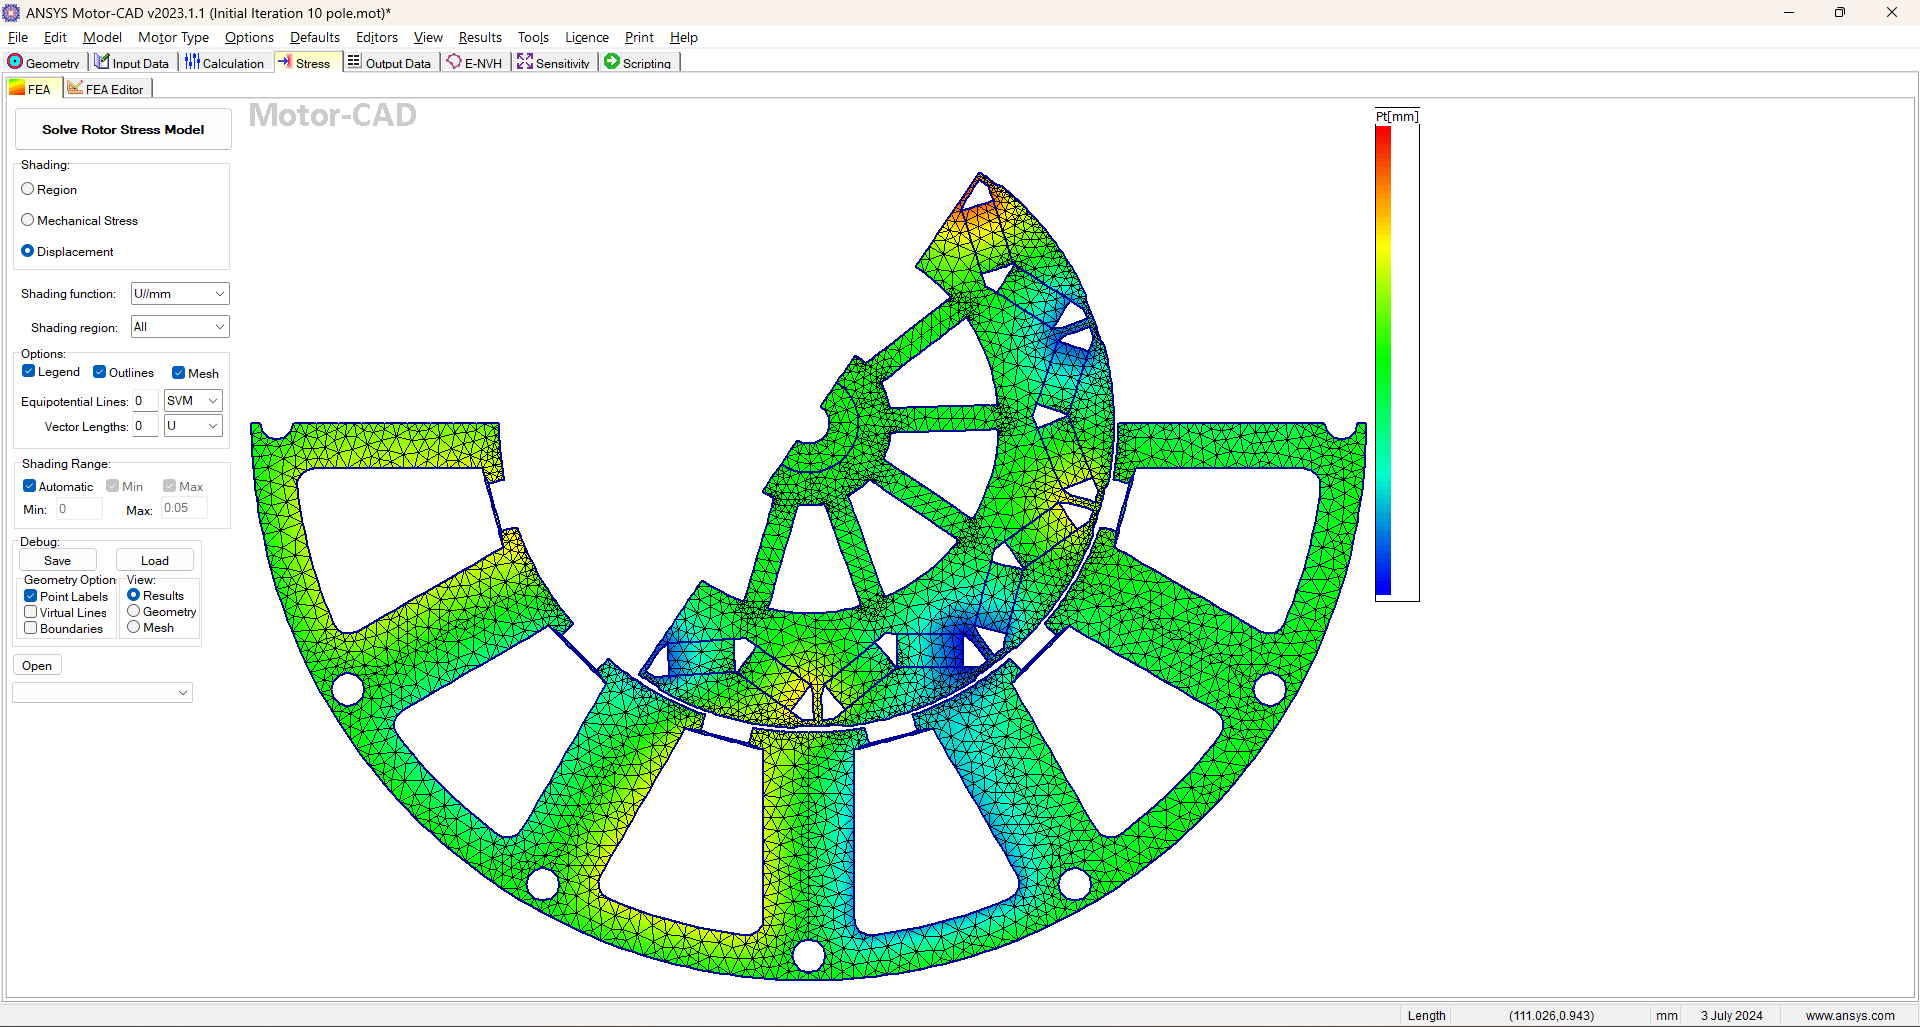 ANSYS Motor-CAD v2023.1.1 (Initial Iteration 10 pole.mot)*
File Edit Model Motor Type Options Defaults Editors View Results Tools Licence Print Help
Geometry Input Data Calculation Stress Output Data E-NVH Sensitivity Scripting
FEA FEA Editor
Motor-CAD
Pt[mm]
Solve Rotor Stress Model
Shading:
Region
Mechanical Stress
Displacement
Shading function: U//mm
Shading region: All
Options:
Legend Outlines Mesh
Equipotential Lines: 0 SVM
Vector Lengths: 0 U
Shading Range:
Automatic Min Max
Min: 0 Max: 0.05
Debug:
Save Load
Geometry Option View:
Point Labels Results
Virtual Lines Geometry
Boundaries Mesh
Open
Length (111.026,0.943) mm 3 July 2024 www.ansys.com